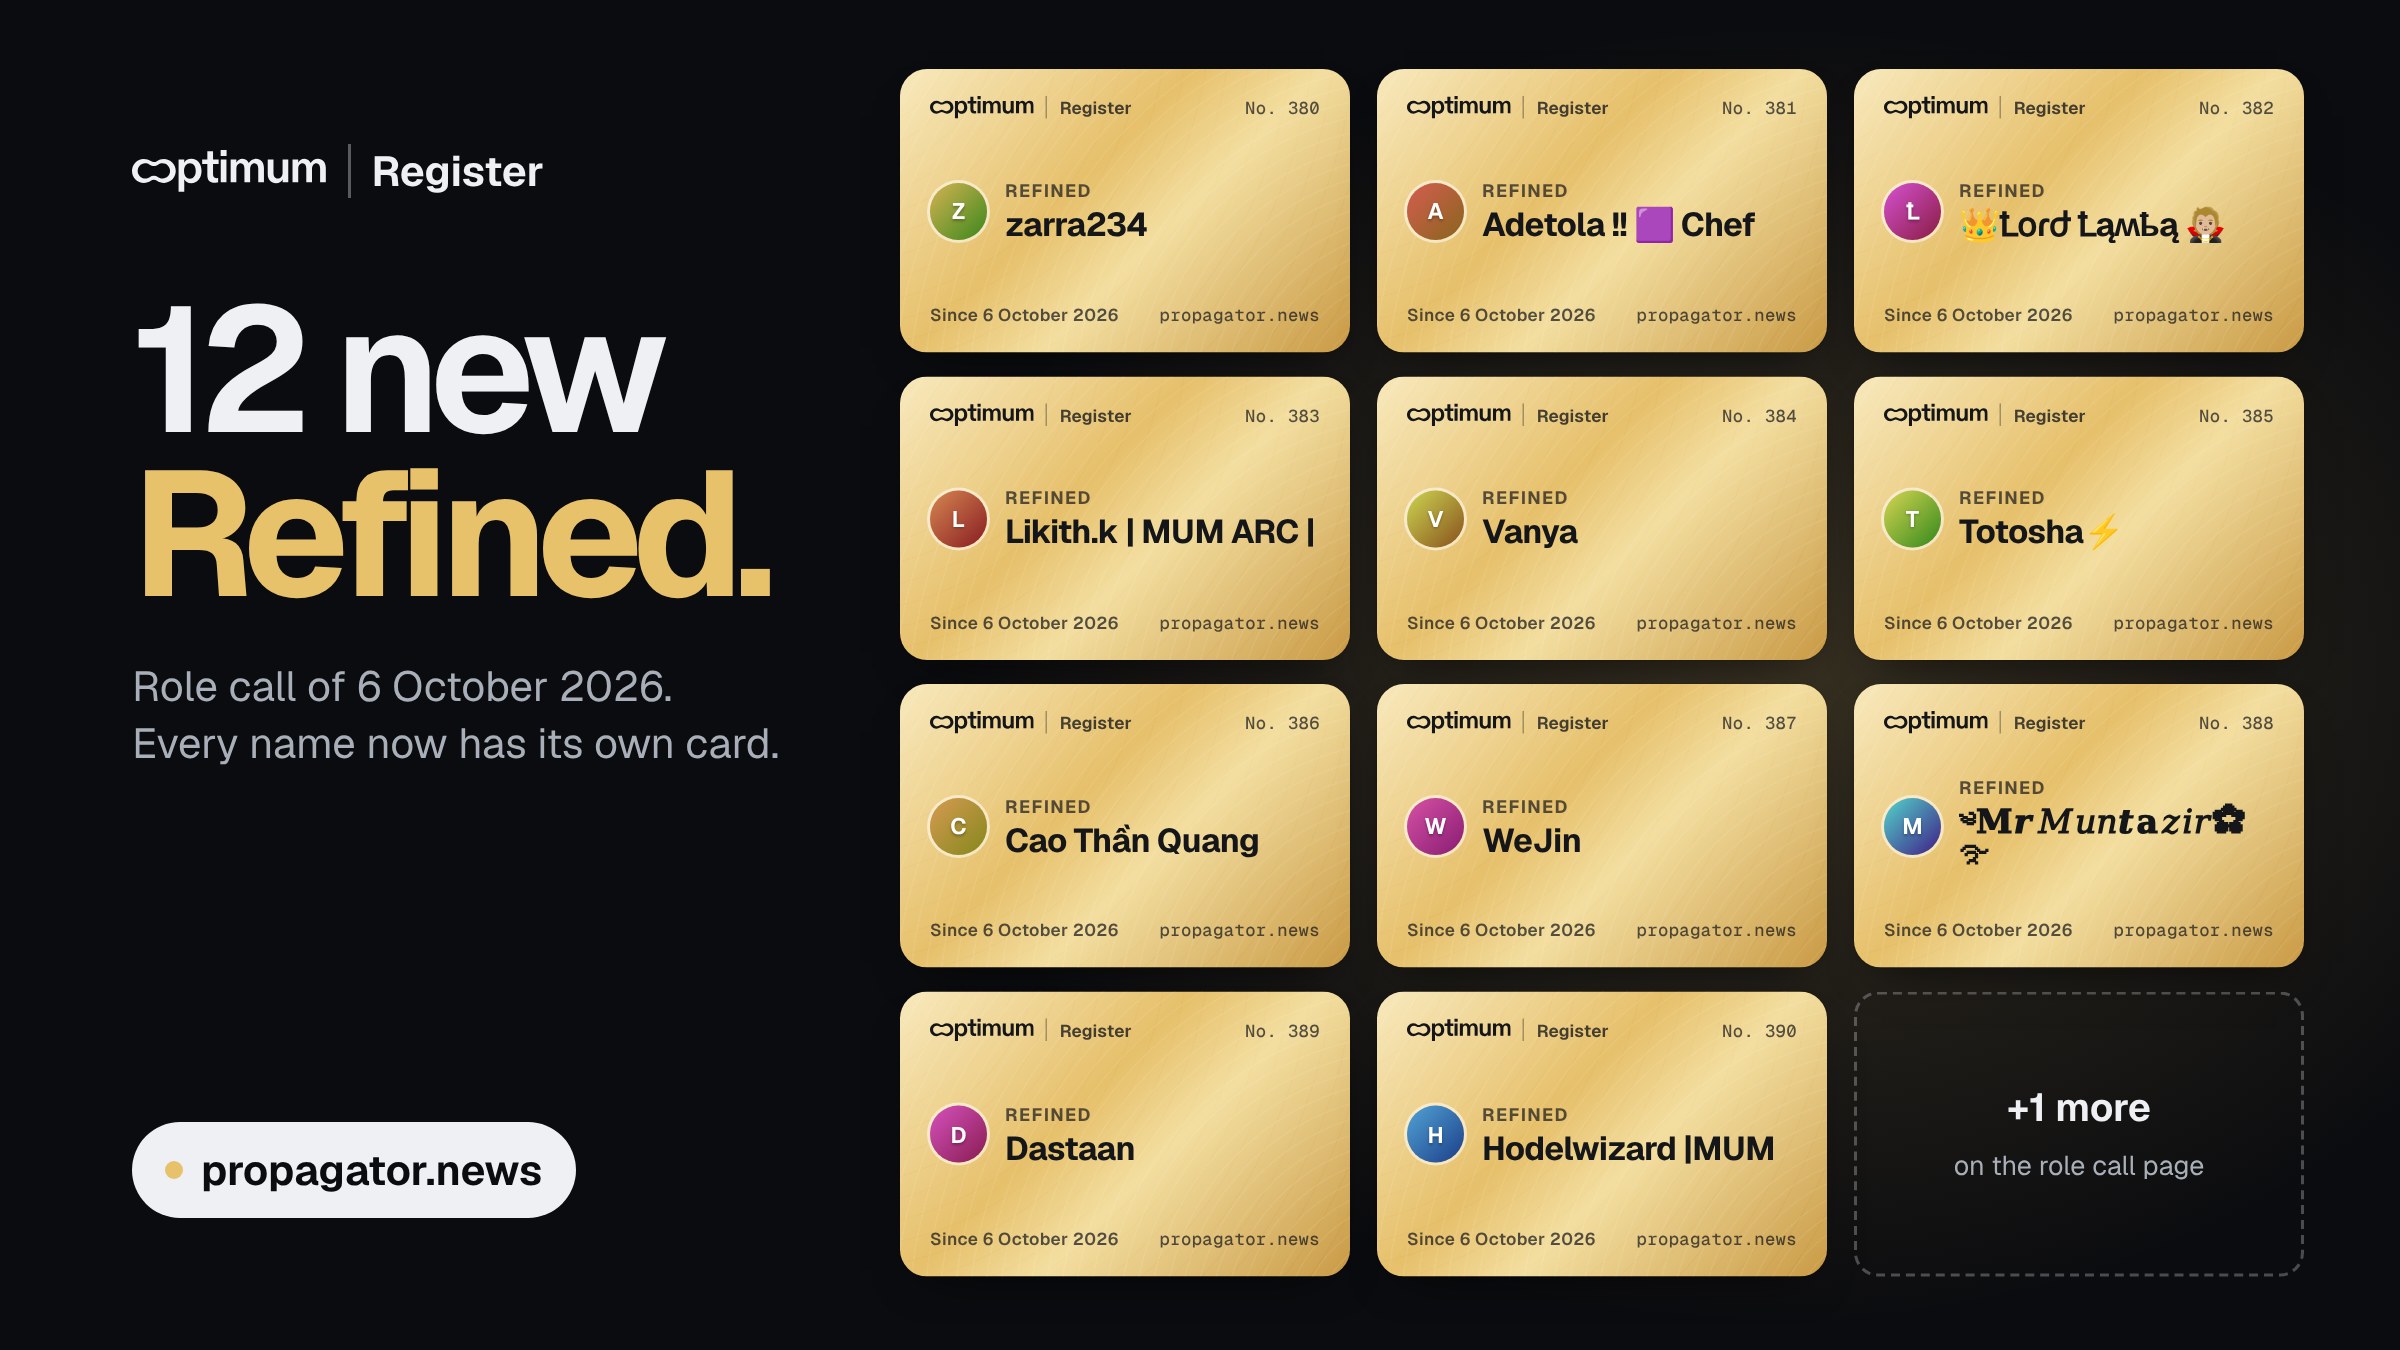 optimum | Register
12 new
Refined.
Role call of 6 October 2026.
Every name now has its own card.
propagator.news
optimum | Register No. 380
Z
REFINED
zarra234
Since 6 October 2026 propagator.news
optimum | Register No. 381
A
REFINED
Adetola !! 🟪 Chef
Since 6 October 2026 propagator.news
optimum | Register No. 382
Ł
REFINED
👑Ꝉoɾժ Ꝉąʍҍą 🧛🏼
Since 6 October 2026 propagator.news
optimum | Register No. 383
L
REFINED
Likith.k | MUM ARC |
Since 6 October 2026 propagator.news
optimum | Register No. 384
V
REFINED
Vanya
Since 6 October 2026 propagator.news
optimum | Register No. 385
T
REFINED
Totosha⚡
Since 6 October 2026 propagator.news
optimum | Register No. 386
C
REFINED
Cao Thần Quang
Since 6 October 2026 propagator.news
optimum | Register No. 387
W
REFINED
WeJin
Since 6 October 2026 propagator.news
optimum | Register No. 388
M
REFINED
𝐌𝒓 𝑀𝑢𝑛𝒕𝐚𝑧𝑖𝑟✿
Since 6 October 2026 propagator.news
optimum | Register No. 389
D
REFINED
Dastaan
Since 6 October 2026 propagator.news
optimum | Register No. 390
H
REFINED
Hodelwizard |MUM
Since 6 October 2026 propagator.news
+1 more
on the role call page